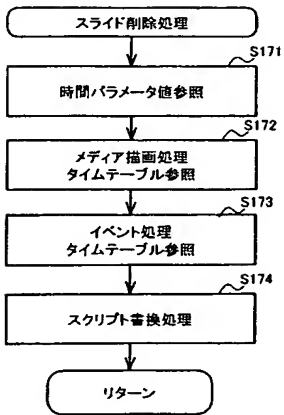 スライド削除処理
S171
時間パラメータ値参照
S172
メディア描画処理
タイムテーブル参照
S173
イベント処理
タイムテーブル参照
S174
スクリプト書換処理
リターン